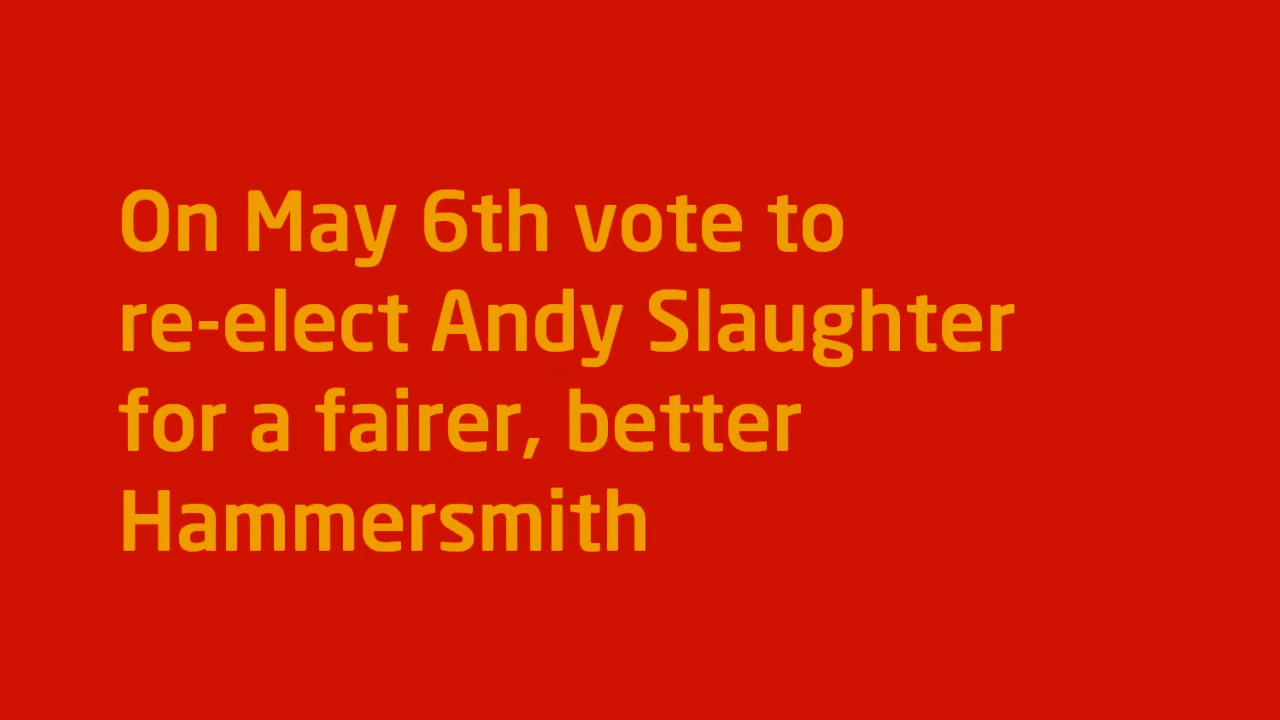 On May 6th vote to
re-elect Andy Slaughter
for a fairer, better
Hammersmith